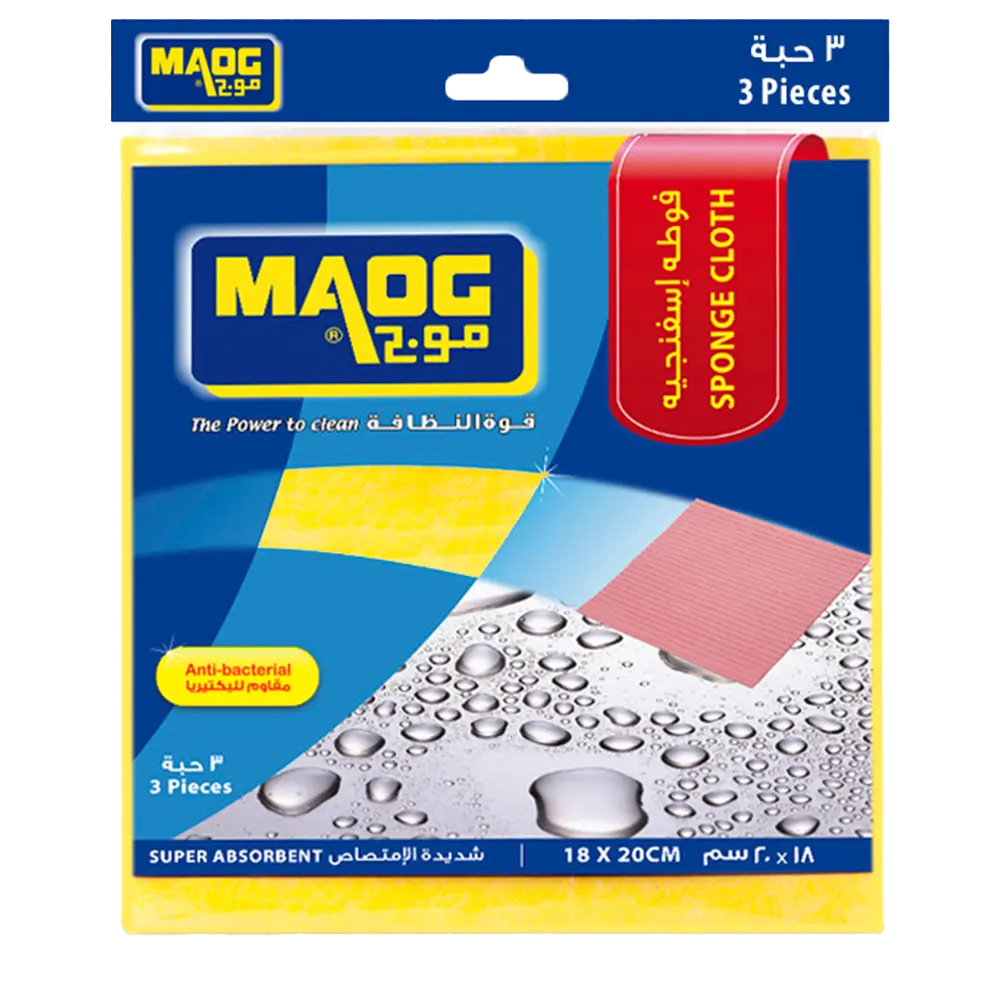 MAOG
موج ®
٣ حبة
3 Pieces
فوطه إسفنجيه
SPONGE CLOTH
MAOG
موج ®
The Power to clean قوة النظافة
Anti-bacterial
مقاوم للبكتيريا
٣ حبة
3 Pieces
SUPER ABSORBENT شديدة الإمتصاص | 18 X 20CM ١٨ x ٢٠ سم